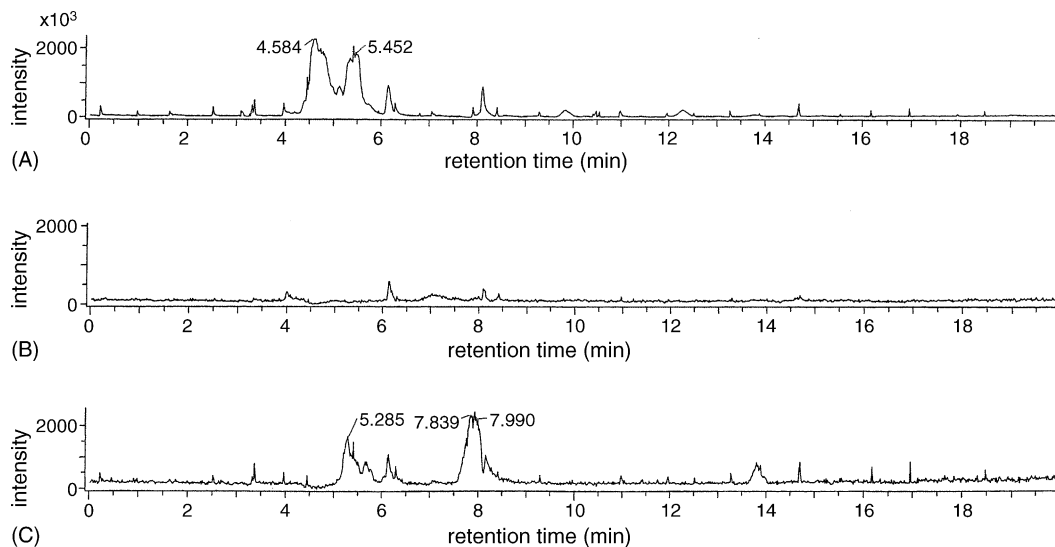 x10³
intensity
2000
0
4.584
5.452
0 2 4 6 8 10 12 14 16 18
retention time (min)
(A)
intensity
2000
0
0 2 4 6 8 10 12 14 16 18
retention time (min)
(B)
intensity
2000
0
5.285
7.839
7.990
0 2 4 6 8 10 12 14 16 18
retention time (min)
(C)